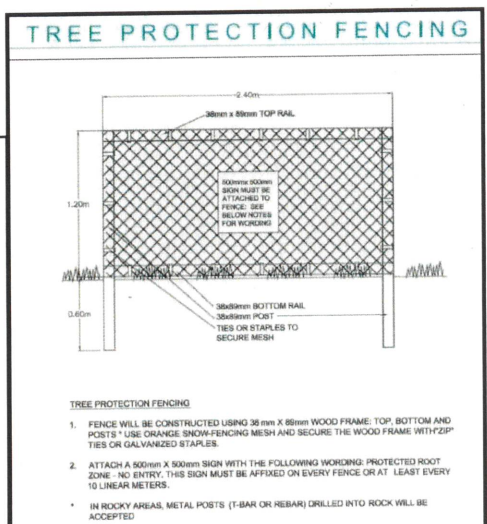 TREE PROTECTION FENCING
2.40m
38mm x 89mm TOP RAIL
500mm x 500mm
SIGN MUST BE
ATTACHED TO
FENCE: SEE
BELOW NOTES
FOR WORDING
1.20m
38x89mm BOTTOM RAIL
38x89mm POST
TIES OR STAPLES TO
SECURE MESH
0.60m
TREE PROTECTION FENCING
1. FENCE WILL BE CONSTRUCTED USING 38 mm X 89mm WOOD FRAME: TOP, BOTTOM AND
POSTS * USE ORANGE SNOW-FENCING MESH AND SECURE THE WOOD FRAME WITH "ZIP"
TIES OR GALVANIZED STAPLES.
2. ATTACH A 500mm X 500mm SIGN WITH THE FOLLOWING WORDING: PROTECTED ROOT
ZONE - NO ENTRY. THIS SIGN MUST BE AFFIXED ON EVERY FENCE OR AT LEAST EVERY
10 LINEAR METERS.
* IN ROCKY AREAS, METAL POSTS (T-BAR OR REBAR) DRILLED INTO ROCK WILL BE
ACCEPTED